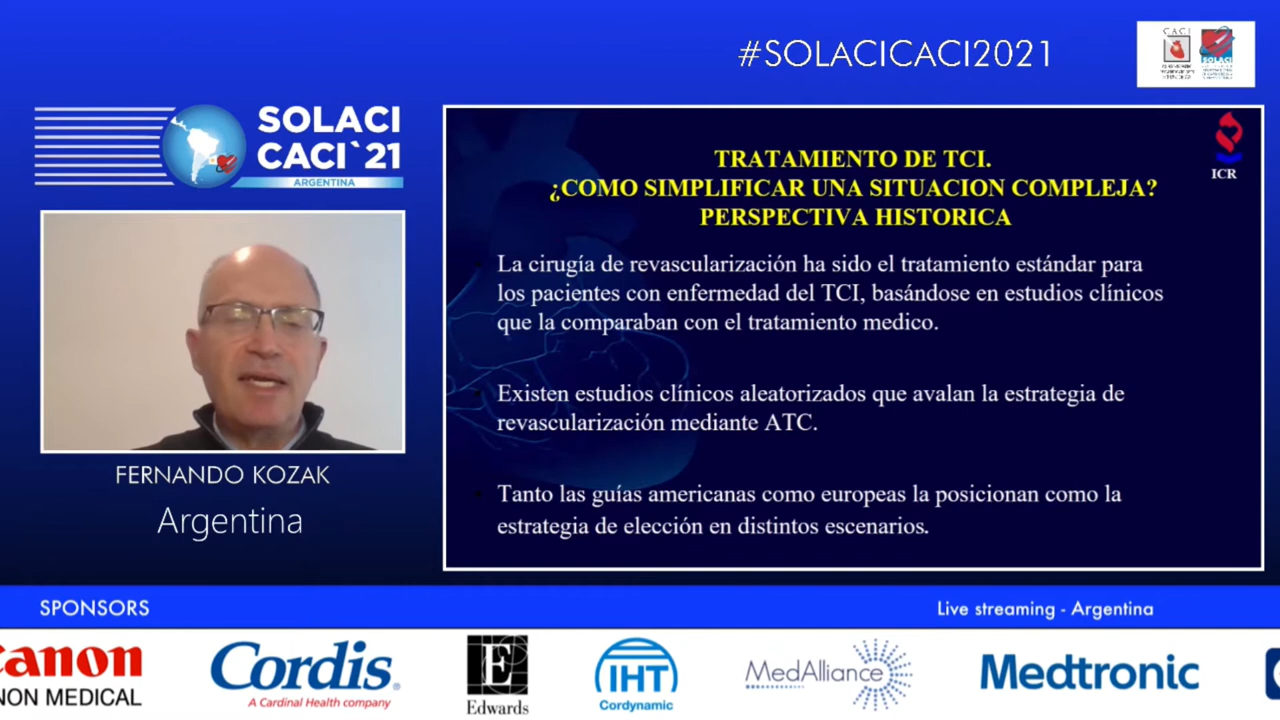 #SOLACICACI2021
CACI
SOLACI
SOLACI
CACI`21
ARGENTINA
FERNANDO KOZAK
Argentina
ICR
TRATAMIENTO DE TCI.
¿COMO SIMPLIFICAR UNA SITUACION COMPLEJA?
PERSPECTIVA HISTORICA
La cirugía de revascularización ha sido el tratamiento estándar para
los pacientes con enfermedad del TCI, basándose en estudios clínicos
que la comparaban con el tratamiento medico.
Existen estudios clínicos aleatorizados que avalan la estrategia de
revascularización mediante ATC.
Tanto las guías americanas como europeas la posicionan como la
estrategia de elección en distintos escenarios.
SPONSORS
Live streaming - Argentina
anon
NON MEDICAL
Cordis.
A Cardinal Health company
E
Edwards
IHT
Cordynamic
MedAlliance
Medtronic